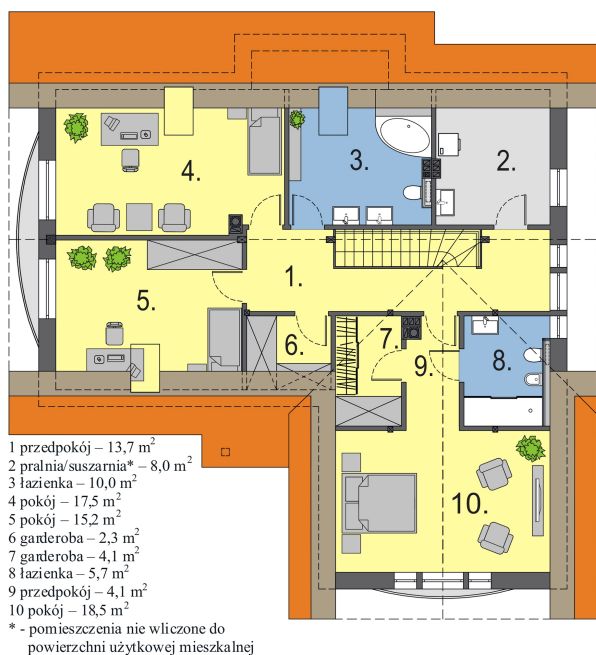 4.
3.
2.
1.
5.
6.
7.
9.
8.
10.
1 przedpokój – 13,7 m²
2 pralnia/suszarnia* – 8,0 m²
3 łazienka – 10,0 m²
4 pokój – 17,5 m²
5 pokój – 15,2 m²
6 garderoba – 2,3 m²
7 garderoba – 4,1 m²
8 łazienka – 5,7 m²
9 przedpokój – 4,1 m²
10 pokój – 18,5 m²
* - pomieszczenia nie wliczone do
powierzchni użytkowej mieszkalnej